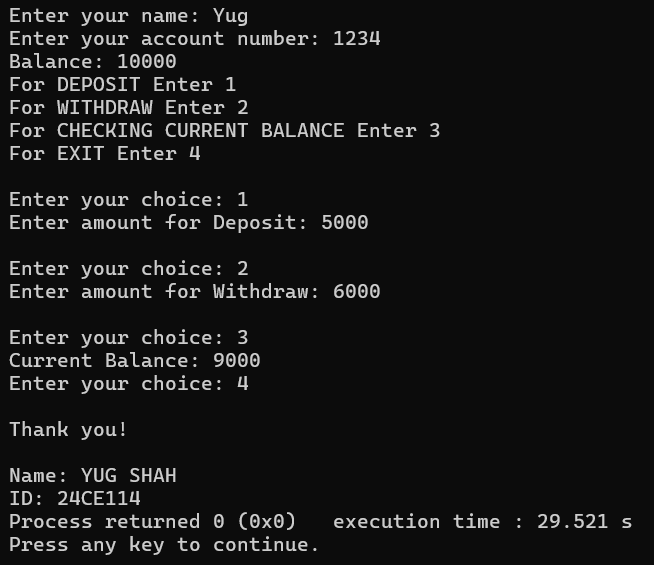 Enter your name: Yug
Enter your account number: 1234
Balance: 10000
For DEPOSIT Enter 1
For WITHDRAW Enter 2
For CHECKING CURRENT BALANCE Enter 3
For EXIT Enter 4
Enter your choice: 1
Enter amount for Deposit: 5000
Enter your choice: 2
Enter amount for Withdraw: 6000
Enter your choice: 3
Current Balance: 9000
Enter your choice: 4
Thank you!
Name: YUG SHAH
ID: 24CE114
Process returned 0 (0x0)   execution time : 29.521 s
Press any key to continue.